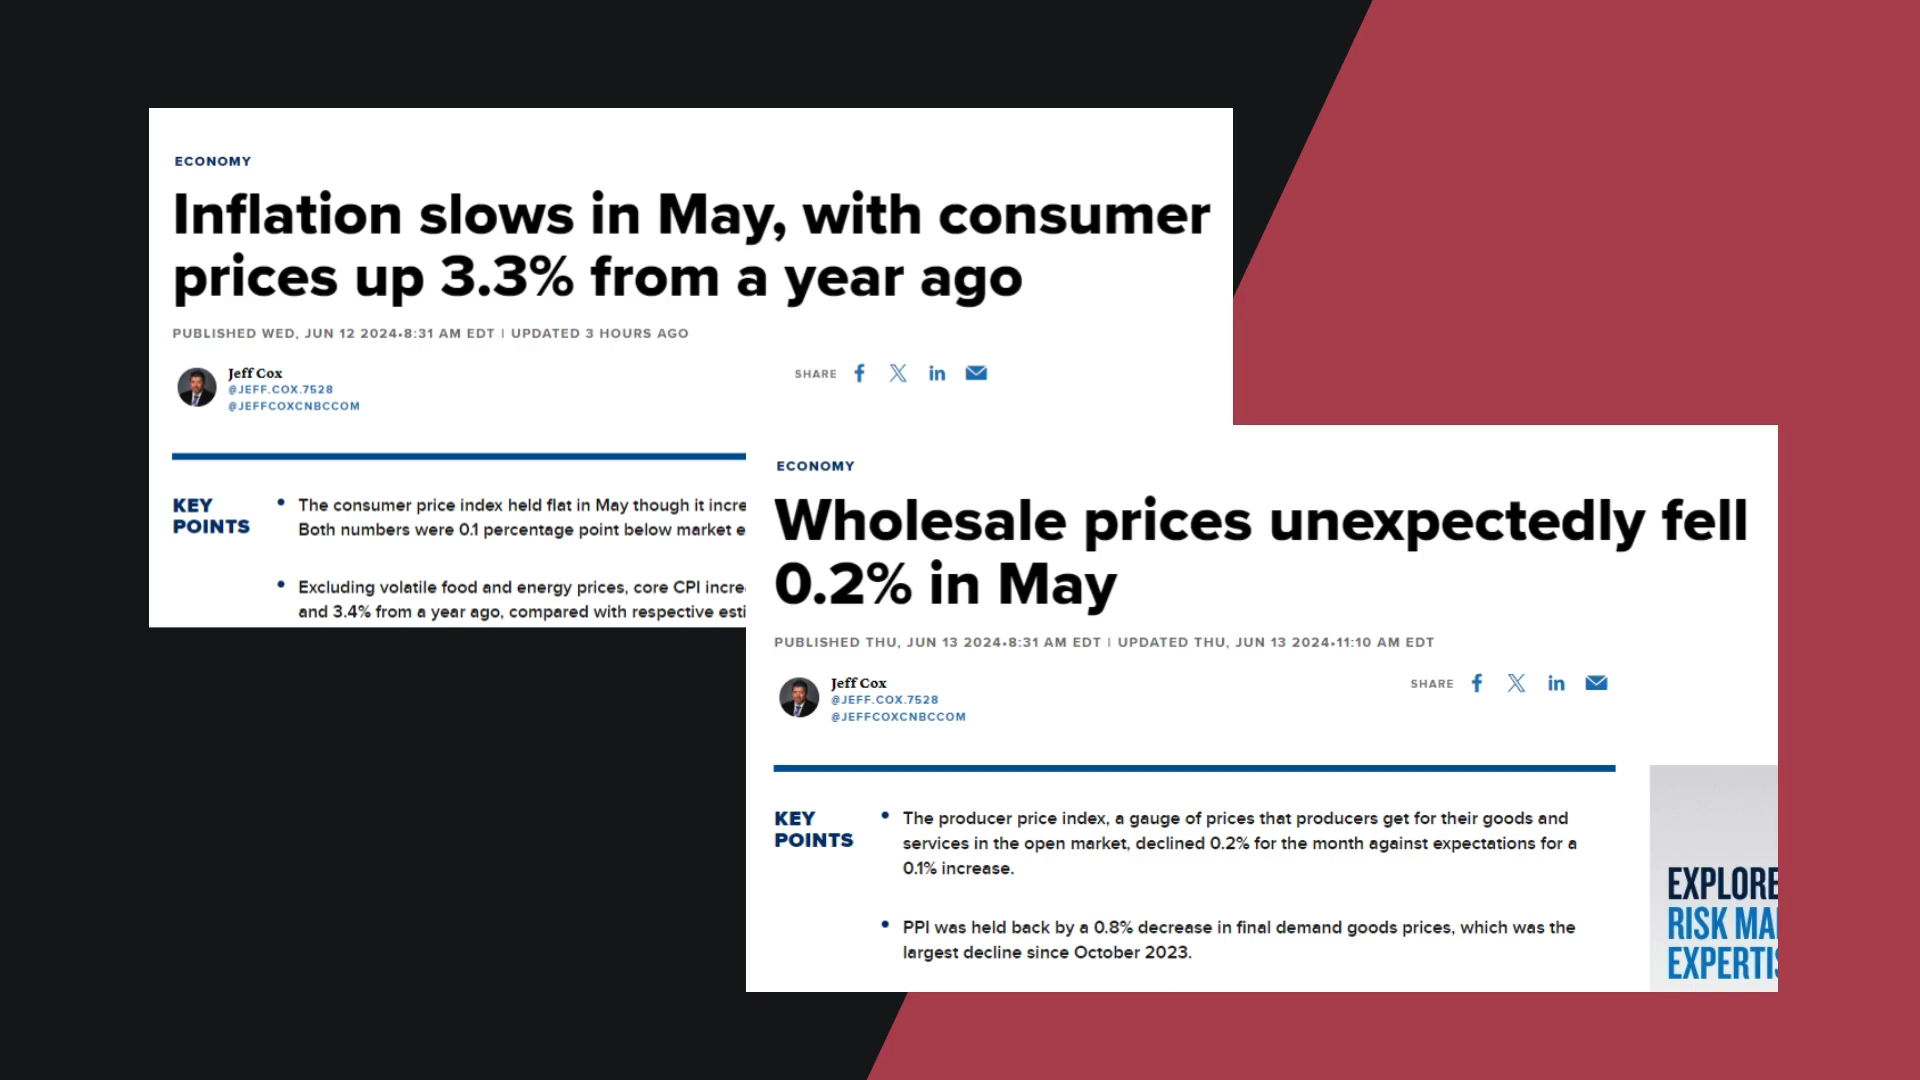 ECONOMY
Inflation slows in May, with consumer
prices up 3.3% from a year ago
PUBLISHED WED, JUN 12 2024•8:31 AM EDT | UPDATED 3 HOURS AGO
Jeff Cox
@JEFF.COX.7528
@JEFFCOXCNBCCOM
SHARE
KEY
POINTS
• The consumer price index held flat in May though it incre
Both numbers were 0.1 percentage point below market e
• Excluding volatile food and energy prices, core CPI incre
and 3.4% from a year ago, compared with respective esti
ECONOMY
Wholesale prices unexpectedly fell
0.2% in May
PUBLISHED THU, JUN 13 2024•8:31 AM EDT | UPDATED THU, JUN 13 2024•11:10 AM EDT
Jeff Cox
@JEFF.COX.7528
@JEFFCOXCNBCCOM
SHARE
KEY
POINTS
• The producer price index, a gauge of prices that producers get for their goods and
services in the open market, declined 0.2% for the month against expectations for a
0.1% increase.
• PPI was held back by a 0.8% decrease in final demand goods prices, which was the
largest decline since October 2023.
EXPLORE
RISK MA
EXPERTIS